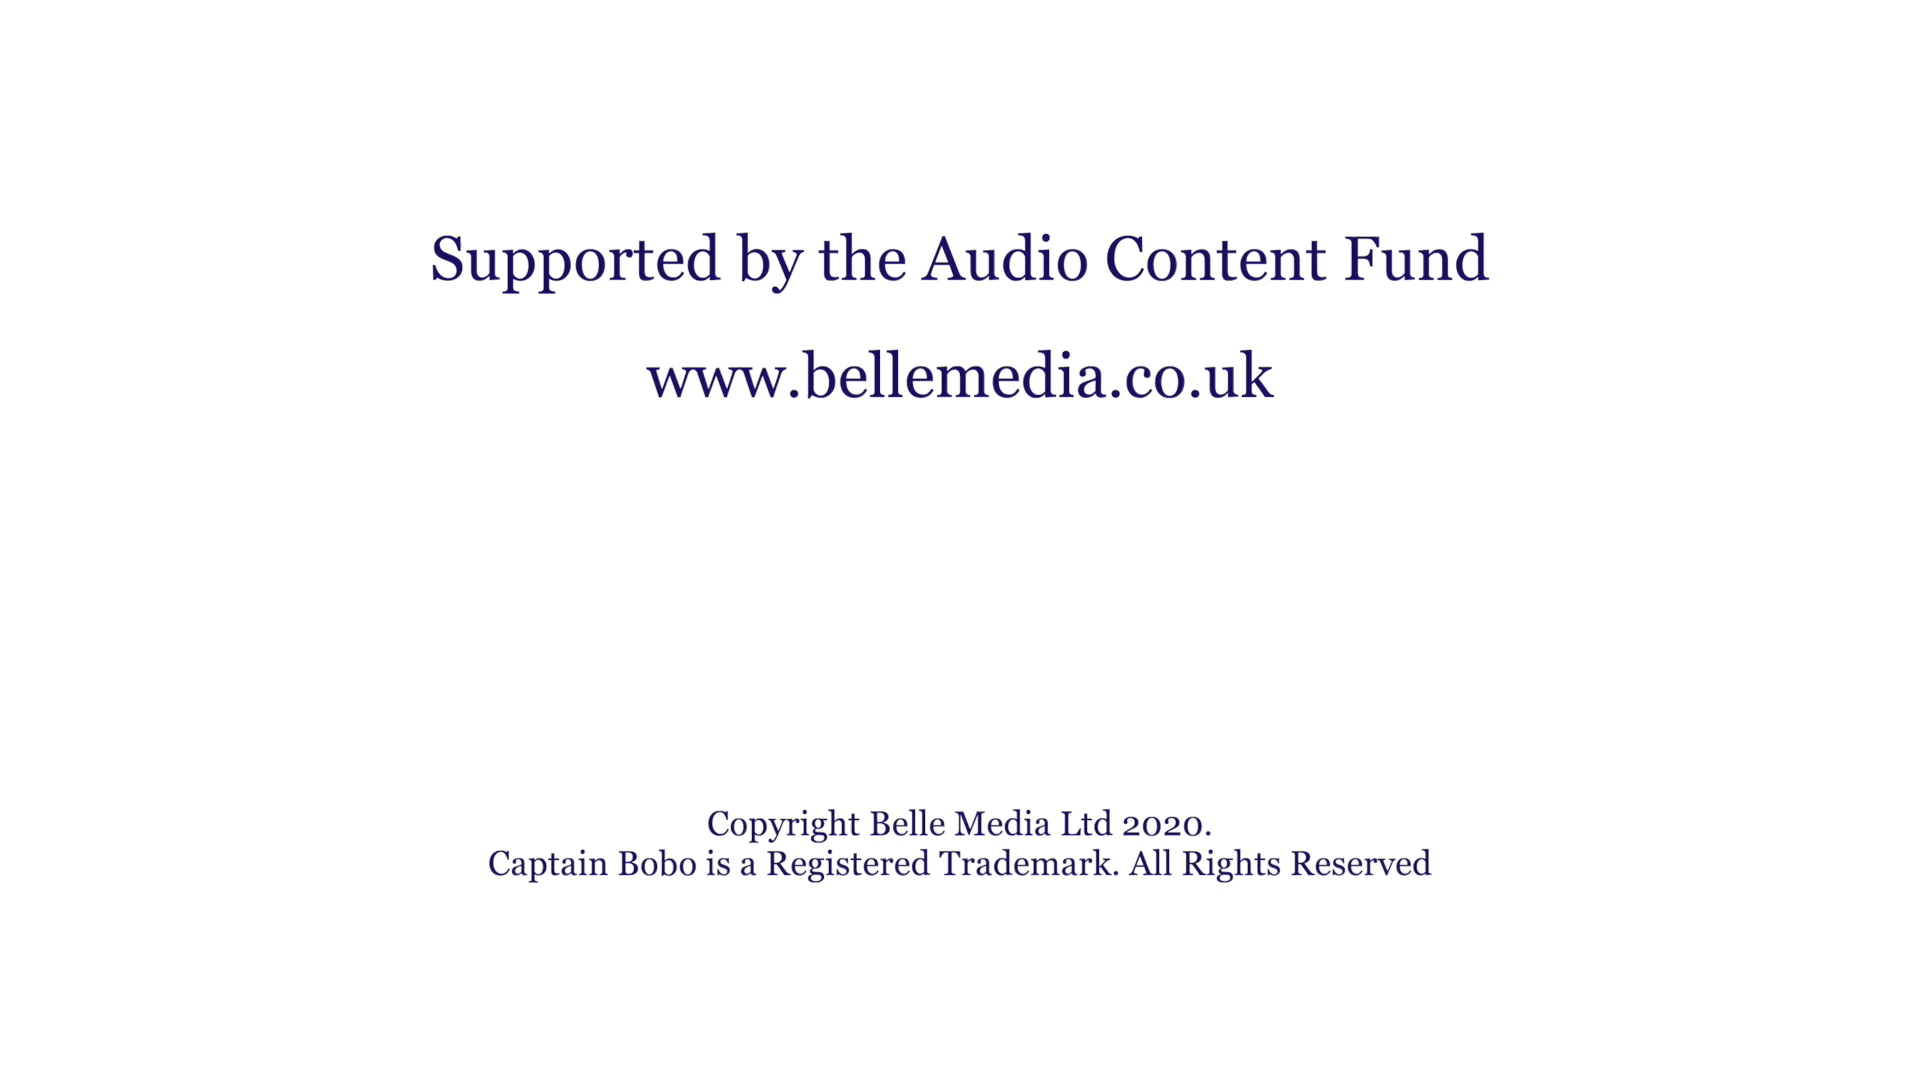 Supported by the Audio Content Fund
www.bellemedia.co.uk
Copyright Belle Media Ltd 2020.
Captain Bobo is a Registered Trademark. All Rights Reserved